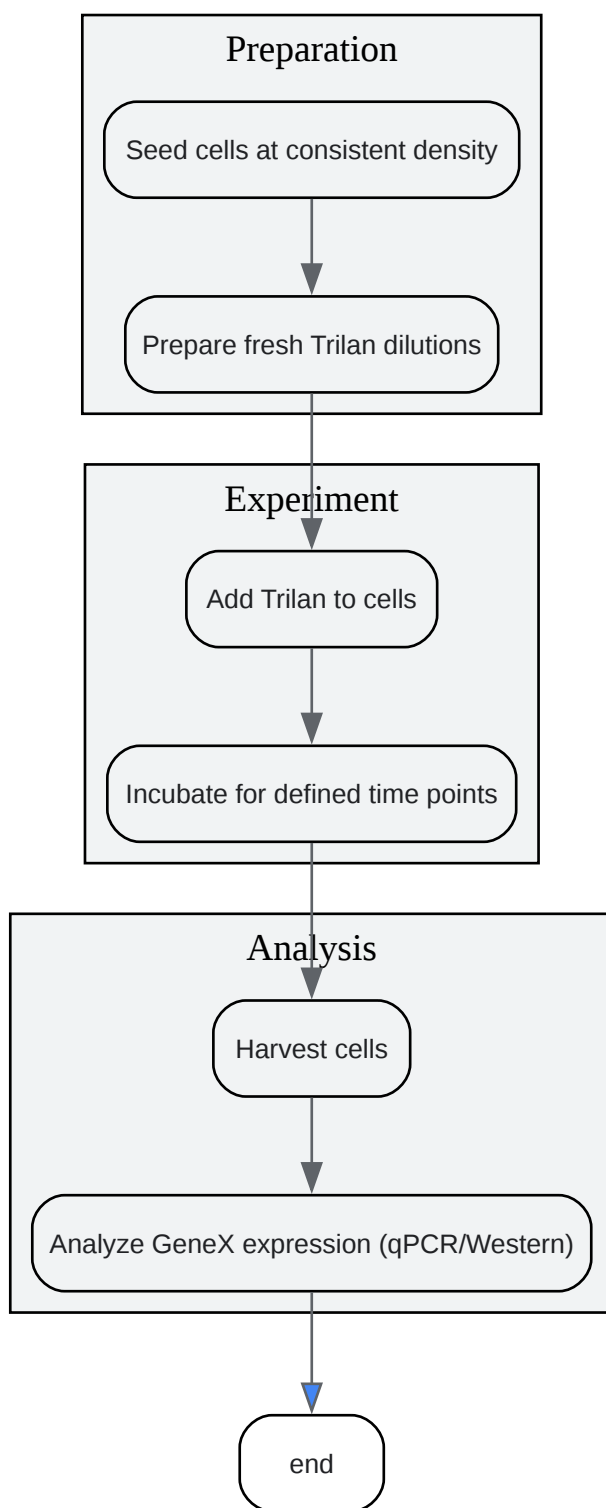 Preparation
Seed cells at consistent density
Prepare fresh Trilan dilutions
Experiment
Add Trilan to cells
Incubate for defined time points
Analysis
Harvest cells
Analyze GeneX expression (qPCR/Western)
end